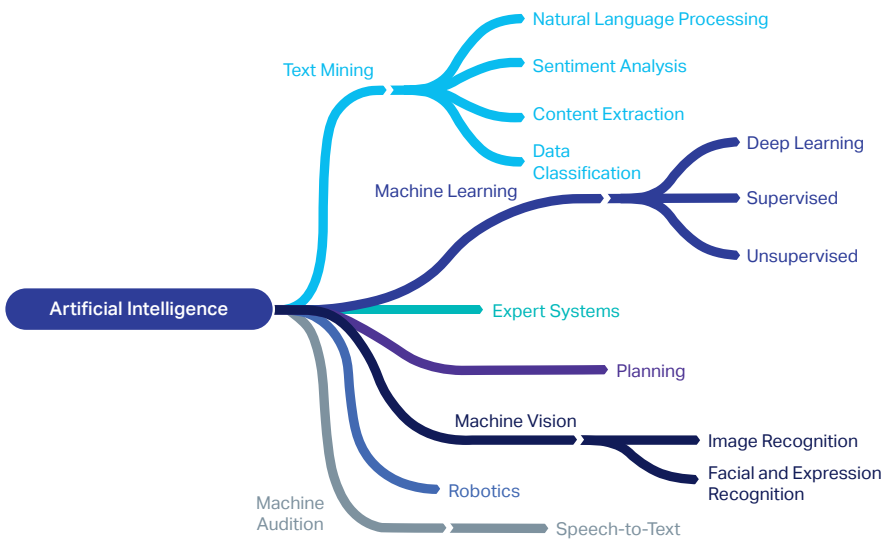 Natural Language Processing
Text Mining
Sentiment Analysis
Content Extraction
Data
Classification
Deep Learning
Machine Learning
Supervised
Unsupervised
Artificial Intelligence
Expert Systems
Planning
Machine Vision
Image Recognition
Facial and Expression
Recognition
Robotics
Machine
Audition
Speech-to-Text